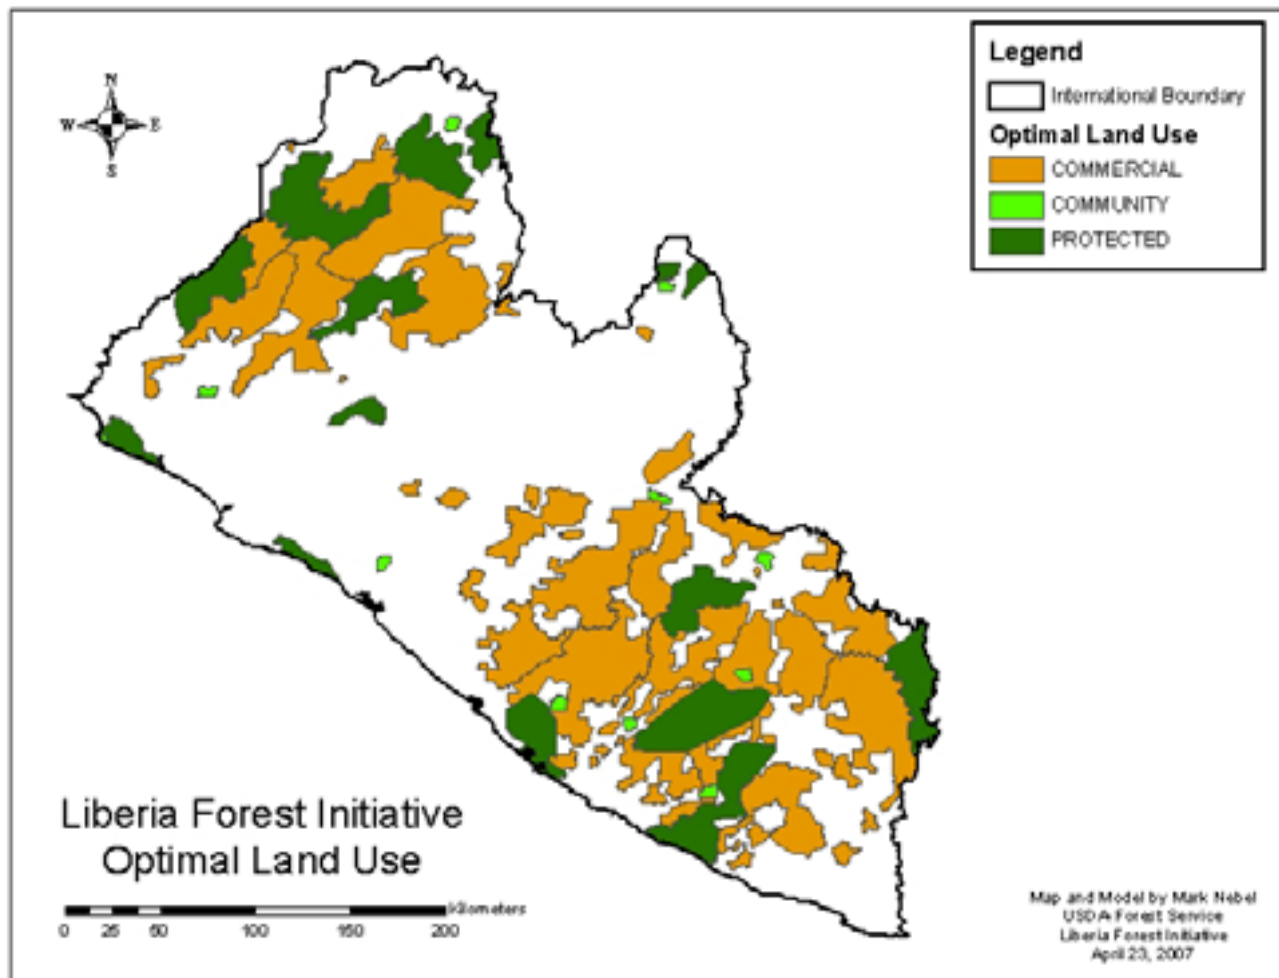 N
W E
S
Legend
International Boundary
Optimal Land Use
COMMERCIAL
COMMUNITY
PROTECTED
Liberia Forest Initiative
Optimal Land Use
Kilometers
0 25 50 100 150 200
Map and Model by Mark Nebel
USDA Forest Service
Liberia Forest Initiative
April 23, 2007